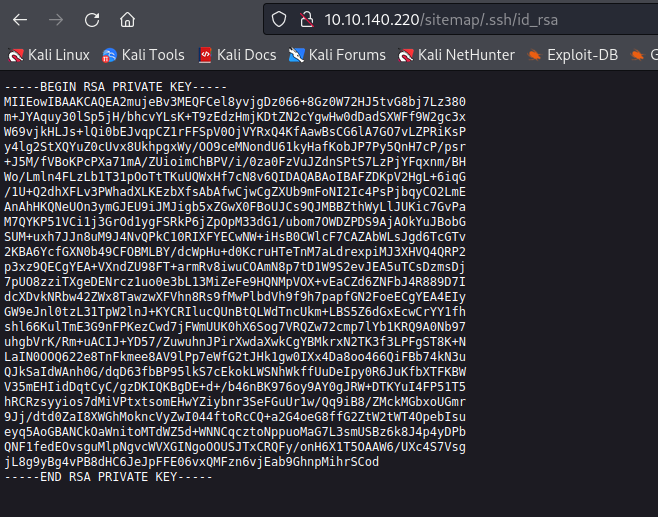 10.10.140.220/sitemap/.ssh/id_rsa
Kali Linux Kali Tools Kali Docs Kali Forums Kali NetHunter Exploit-DB G
-----BEGIN RSA PRIVATE KEY-----
MIIEowIBAAKCAQEA2mujeBv3MEQFCel8yvjgDz066+8Gz0W72HJ5tvG8bj7Lz380
m+JYAquy30lSp5jH/bhcvYLsK+T9zEdzHmjKDtZN2cYgwHw0dDadSXWFf9W2gc3x
W69vjkHLJs+lQi0bEJvqpCZ1rFFSpV0OjVYRxQ4KfAawBsCG6lA7GO7vLZPRiKsP
y4lg2StXQYuZ0cUvx8UkhpgxWy/OO9ceMNondU61kyHafKobJP7Py5QnH7cP/psr
+J5M/fVBoKPcPXa71mA/ZUioimChBPV/i/0za0FzVuJZdnSPtS7LzPjYFqxnm/BH
Wo/Lmln4FLzLb1T31pOoTtTKuUQWxHf7cN8v6QIDAQABAoIBAFZDKpV2HgL+6iqG
/1U+Q2dhXFLv3PWhadXLKEzbXfsAbAfwCjwCgZXUb9mFoNI2Ic4PsPjbqyCO2LmE
AnAhHKQNeUOn3ymGJEU9iJMJigb5xZGwX0FBoUJCs9QJMBBZthWyLlJUKic7GvPa
M7QYKP51VCi1j3GrOd1ygFSRkP6jZpOpM33dG1/ubom7OWDZPDS9AjAOkYuJBobG
SUM+uxh7JJn8uM9J4NvQPkC10RIXFYECwNW+iHsB0CWlcF7CAZAbWLsJgd6TcGTv
2KBA6YcfGXN0b49CFOBMLBY/dcWpHu+d0KcruHTeTnM7aLdrexpiMJ3XHVQ4QRP2
p3xz9QECgYEA+VXndZU98FT+armRv8iwuCOAmN8p7tD1W9S2evJEA5uTCsDzmsDj
7pUO8zziTXgeDENrcz1uo0e3bL13MiZeFe9HQNMpVOX+vEaCZd6ZNFbJ4R889D7I
dcXDvkNRbw42ZWx8TawzwXFVhn8Rs9fMwPlbdVh9f9h7papfGN2FoeECgYEA4EIy
GW9eJnl0tzL31TpW2lnJ+KYCRIlucQUnBtQLWdTncUkm+LBS5Z6dGxEcwCrYY1fh
shl66KulTmE3G9nFPKezCwd7jFWmUUK0hX6Sog7VRQZw72cmp7lYb1KRQ9A0Nb97
uhgbVrK/Rm+uACIJ+YD57/ZuwuhnJPirXwdaXwkCgYBMkrxN2TK3f3LPFgST8K+N
LaIN0OOQ622e8TnFkmee8AV9lPp7eWfG2tJHk1gw0IXx4Da8oo466QiFBb74kN3u
QJkSaIdWAnh0G/dqD63fbBP95lkS7cEkokLWSNhWkffUuDeIpy0R6JuKfbXTFKBW
V35mEHIidDqtCyC/gzDKIQKBgDE+d+/b46nBK976oy9AY0gJRW+DTKYuI4FP51T5
hRCRzsyyios7dMiVPtxtsomEHwYZiybnr3SeFGuUr1w/Qq9iB8/ZMckMGbxoUGmr
9Jj/dtd0ZaI8XWGhMokncVyZwI044ftoRcCQ+a2G4oeG8ffG2ZtW2tWT4OpebIsu
eyq5AoGBANCkOaWnitoMTdWZ5d+WNNCqcztoNppuoMaG7L3smUSBz6k8J4p4yDPb
QNF1fedEOvsguMlpNgvcWVXGINgoOOUSJTxCRQFy/onH6X1T5OAAW6/UXc4S7Vsg
jL8g9yBg4vPB8dHC6JeJpFFE06vxQMFzn6vjEab9GhnpMihrSCod
-----END RSA PRIVATE KEY-----